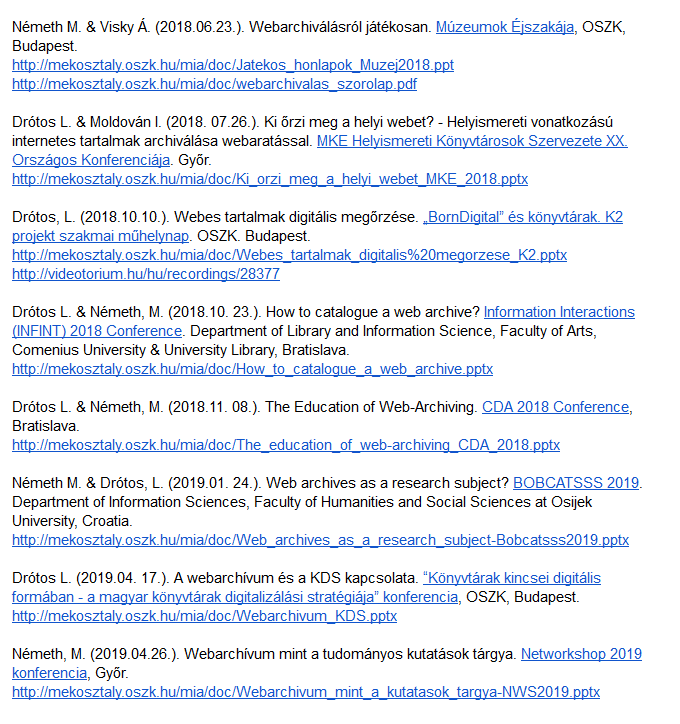 Németh M. & Visky Á. (2018.06.23.). Webarchiválásról játékosan. Múzeumok Éjszakája, OSZK,
Budapest.
http://mekosztaly.oszk.hu/mia/doc/Jatekos_honlapok_Muzej2018.ppt
http://mekosztaly.oszk.hu/mia/doc/webarchivalas_szorolap.pdf
Drótos L. & Moldován I. (2018. 07.26.). Ki őrzi meg a helyi webet? - Helyismereti vonatkozású
internetes tartalmak archiválása webaratással. MKE Helyismereti Könyvtárosok Szervezete XX.
Országos Konferenciája. Győr.
http://mekosztaly.oszk.hu/mia/doc/Ki_orzi_meg_a_helyi_webet_MKE_2018.pptx
Drótos, L. (2018.10.10.). Webes tartalmak digitális megőrzése. „BornDigital” és könyvtárak. K2
projekt szakmai műhelynap. OSZK. Budapest.
http://mekosztaly.oszk.hu/mia/doc/Webes_tartalmak_digitalis%20megorzese_K2.pptx
http://videotorium.hu/hu/recordings/28377
Drótos L. & Németh, M. (2018.10. 23.). How to catalogue a web archive? Information Interactions
(INFINT) 2018 Conference. Department of Library and Information Science, Faculty of Arts,
Comenius University & University Library, Bratislava.
http://mekosztaly.oszk.hu/mia/doc/How_to_catalogue_a_web_archive.pptx
Drótos L. & Németh, M. (2018.11. 08.). The Education of Web-Archiving. CDA 2018 Conference,
Bratislava.
http://mekosztaly.oszk.hu/mia/doc/The_education_of_web-archiving_CDA_2018.pptx
Németh M. & Drótos, L. (2019.01. 24.). Web archives as a research subject? BOBCATSSS 2019.
Department of Information Sciences, Faculty of Humanities and Social Sciences at Osijek
University, Croatia.
http://mekosztaly.oszk.hu/mia/doc/Web_archives_as_a_research_subject-Bobcatsss2019.pptx
Drótos L. (2019.04. 17.). A webarchívum és a KDS kapcsolata. “Könyvtárak kincsei digitális
formában - a magyar könyvtárak digitalizálási stratégiája” konferencia, OSZK, Budapest.
http://mekosztaly.oszk.hu/mia/doc/Webarchivum_KDS.pptx
Németh, M. (2019.04.26.). Webarchívum mint a tudományos kutatások tárgya. Networkshop 2019
konferencia, Győr.
http://mekosztaly.oszk.hu/mia/doc/Webarchivum_mint_a_kutatasok_targya-NWS2019.pptx